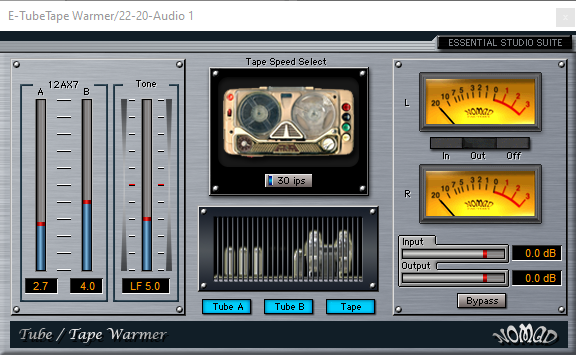 E-TubeTape Warmer/22-20-Audio 1
x
ESSENTIAL STUDIO SUITE
12AX7
A
B
Tone
2.7
4.0
LF 5.0
Tape Speed Select
30 ips
Tube A
Tube B
Tape
L
20 10 7 5 3 2 1 0 1 2 3
NOMAD
In Out Off
R
20 10 7 5 3 2 1 0 1 2 3
NOMAD
Input
0.0 dB
Output
0.0 dB
Bypass
Tube / Tape Warmer
NOMAD